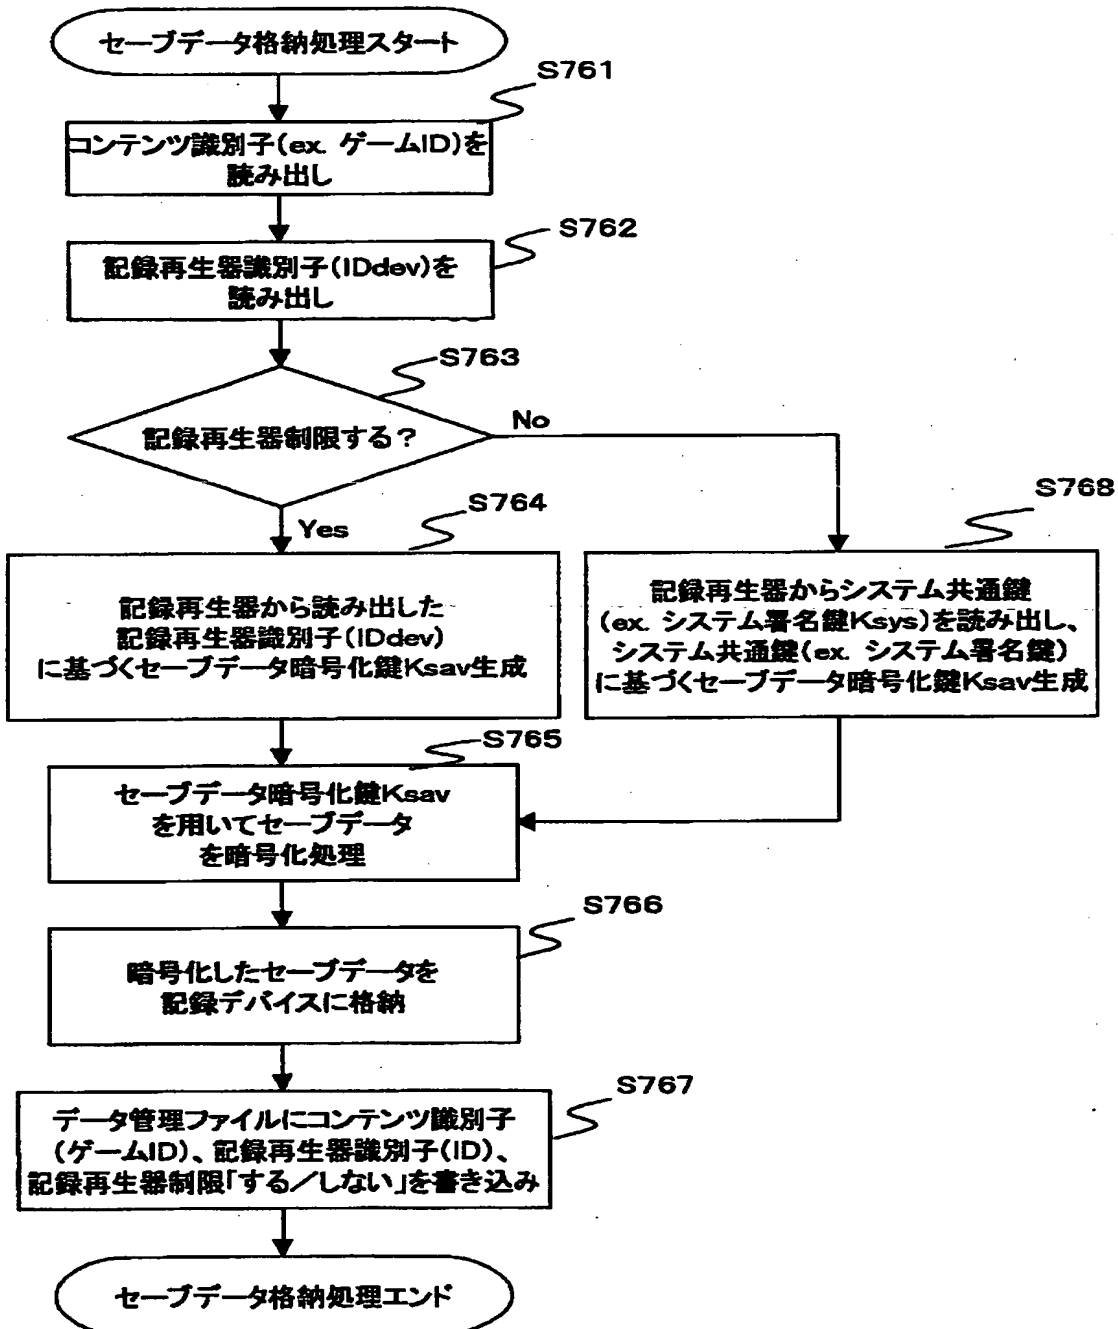 セーブデータ格納処理スタート
S761
コンテンツ識別子(ex. ゲームID)を
読み出し
S762
記録再生器識別子(IDdev)を
読み出し
S763
記録再生器制限する?
No
Yes
S764
記録再生器から読み出した
記録再生器識別子(IDdev)
に基づくセーブデータ暗号化鍵Ksav生成
S768
記録再生器からシステム共通鍵
(ex. システム署名鍵Ksys)を読み出し、
システム共通鍵(ex. システム署名鍵)
に基づくセーブデータ暗号化鍵Ksav生成
S765
セーブデータ暗号化鍵Ksav
を用いてセーブデータ
を暗号化処理
S766
暗号化したセーブデータを
記録デバイスに格納
S767
データ管理ファイルにコンテンツ識別子
(ゲームID)、記録再生器識別子(ID)、
記録再生器制限「する/しない」を書き込み
セーブデータ格納処理エンド